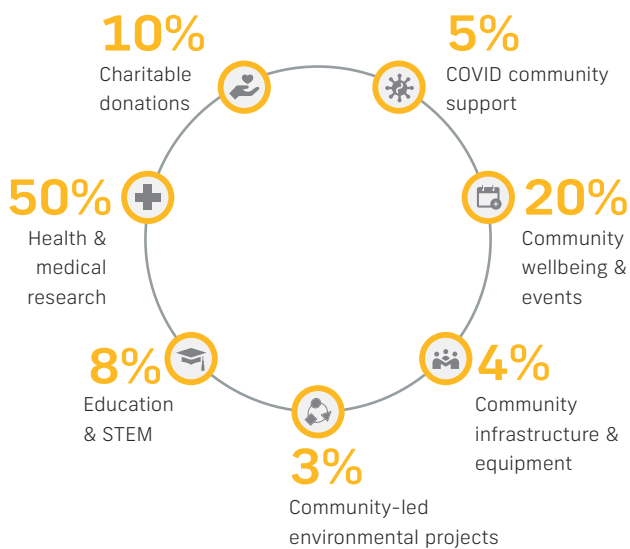 10%
Charitable
donations
5%
COVID community
support
50%
Health &
medical
research
20%
Community
wellbeing &
events
8%
Education
& STEM
4%
Community
infrastructure &
equipment
3%
Community-led
environmental projects